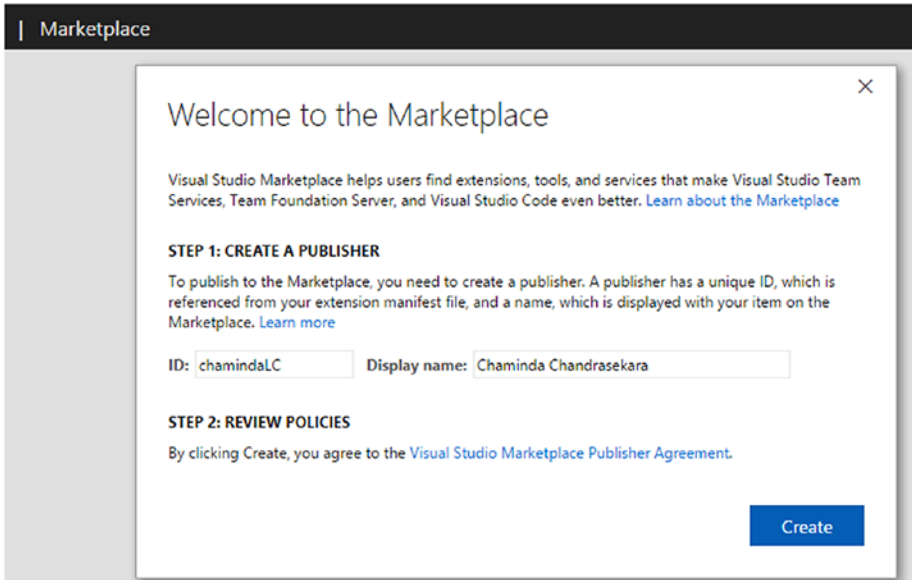 | Marketplace
Welcome to the Marketplace
Visual Studio Marketplace helps users find extensions, tools, and services that make Visual Studio Team
Services, Team Foundation Server, and Visual Studio Code even better. Learn about the Marketplace
STEP 1: CREATE A PUBLISHER
To publish to the Marketplace, you need to create a publisher. A publisher has a unique ID, which is
referenced from your extension manifest file, and a name, which is displayed with your item on the
Marketplace. Learn more
ID: chamindaLC Display name: Chaminda Chandrasekara
STEP 2: REVIEW POLICIES
By clicking Create, you agree to the Visual Studio Marketplace Publisher Agreement.
Create